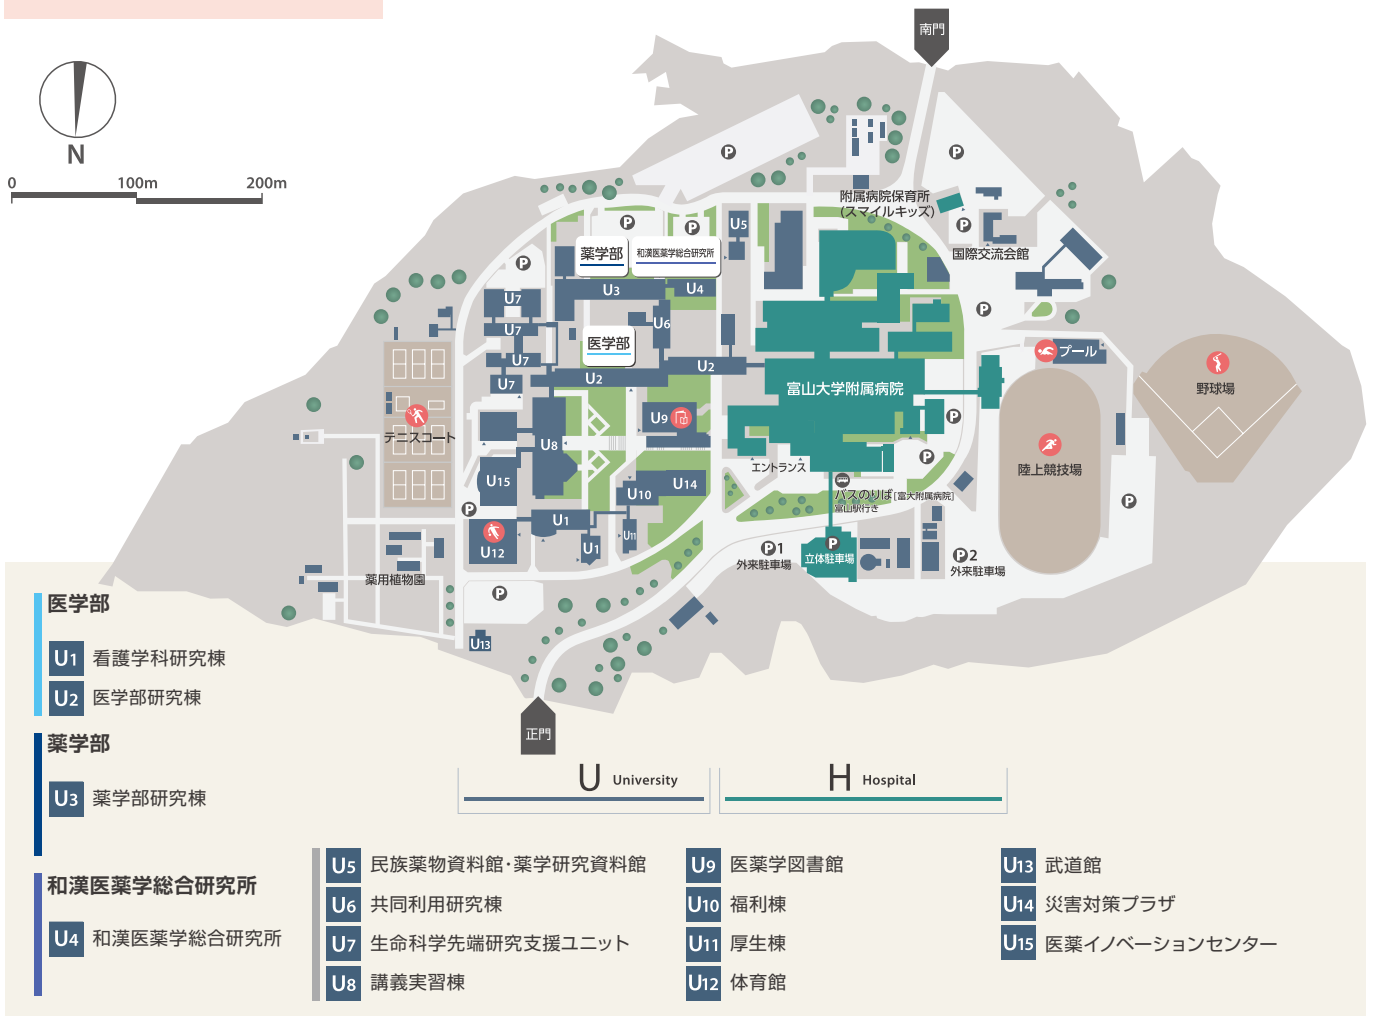 南門
N
0 100m 200m
P
P
附属病院保育所
(スマイルキッズ)
P
P
P
U5
薬学部
和漢医薬学総合研究所
国際交流会館
P
U3
U4
U7
P
U6
U7
医学部
プール
U7
U2
U2
U7
富山大学附属病院
野球場
P
U9
テニスコート
U8
P
エントランス
陸上競技場
U15
U14
U10
バスのりば[富大附属病院]
富山駅行き
P
P
U1
U11
U12
U1
P1
外来駐車場
P
立体駐車場
P2
外来駐車場
薬用植物園
P
U13
正門
U University
H Hospital
医学部
U1 看護学科研究棟
U2 医学部研究棟
薬学部
U3 薬学部研究棟
和漢医薬学総合研究所
U4 和漢医薬学総合研究所
U5 民族薬物資料館・薬学研究資料館
U6 共同利用研究棟
U7 生命科学先端研究支援ユニット
U8 講義実習棟
U9 医薬学図書館
U10 福利棟
U11 厚生棟
U12 体育館
U13 武道館
U14 災害対策プラザ
U15 医薬イノベーションセンター